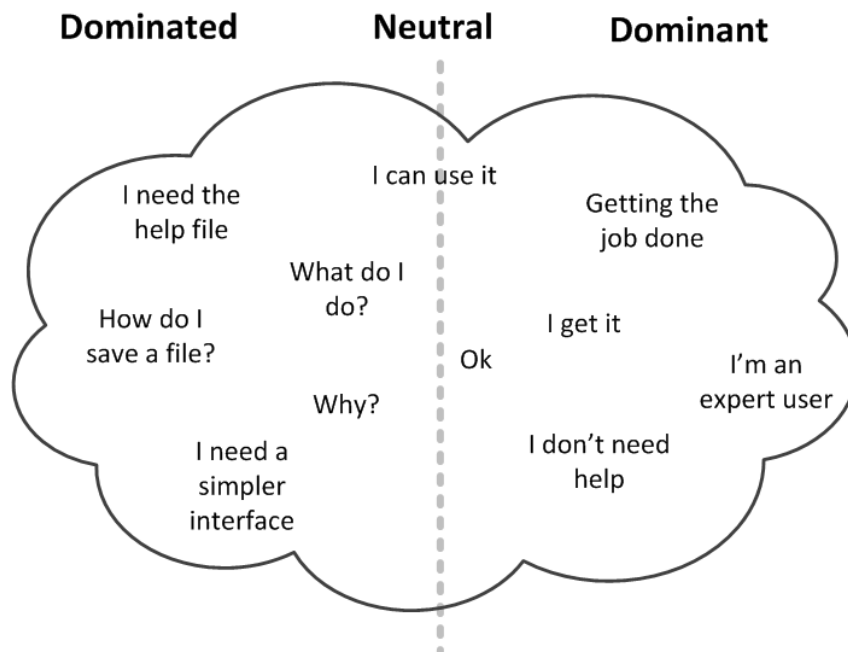 Dominated Neutral Dominant
I can use it
I need the
help file
Getting the
job done
What do I
do?
How do I
save a file?
I get it
Ok
I'm an
expert user
Why?
I need a
simpler
interface
I don't need
help